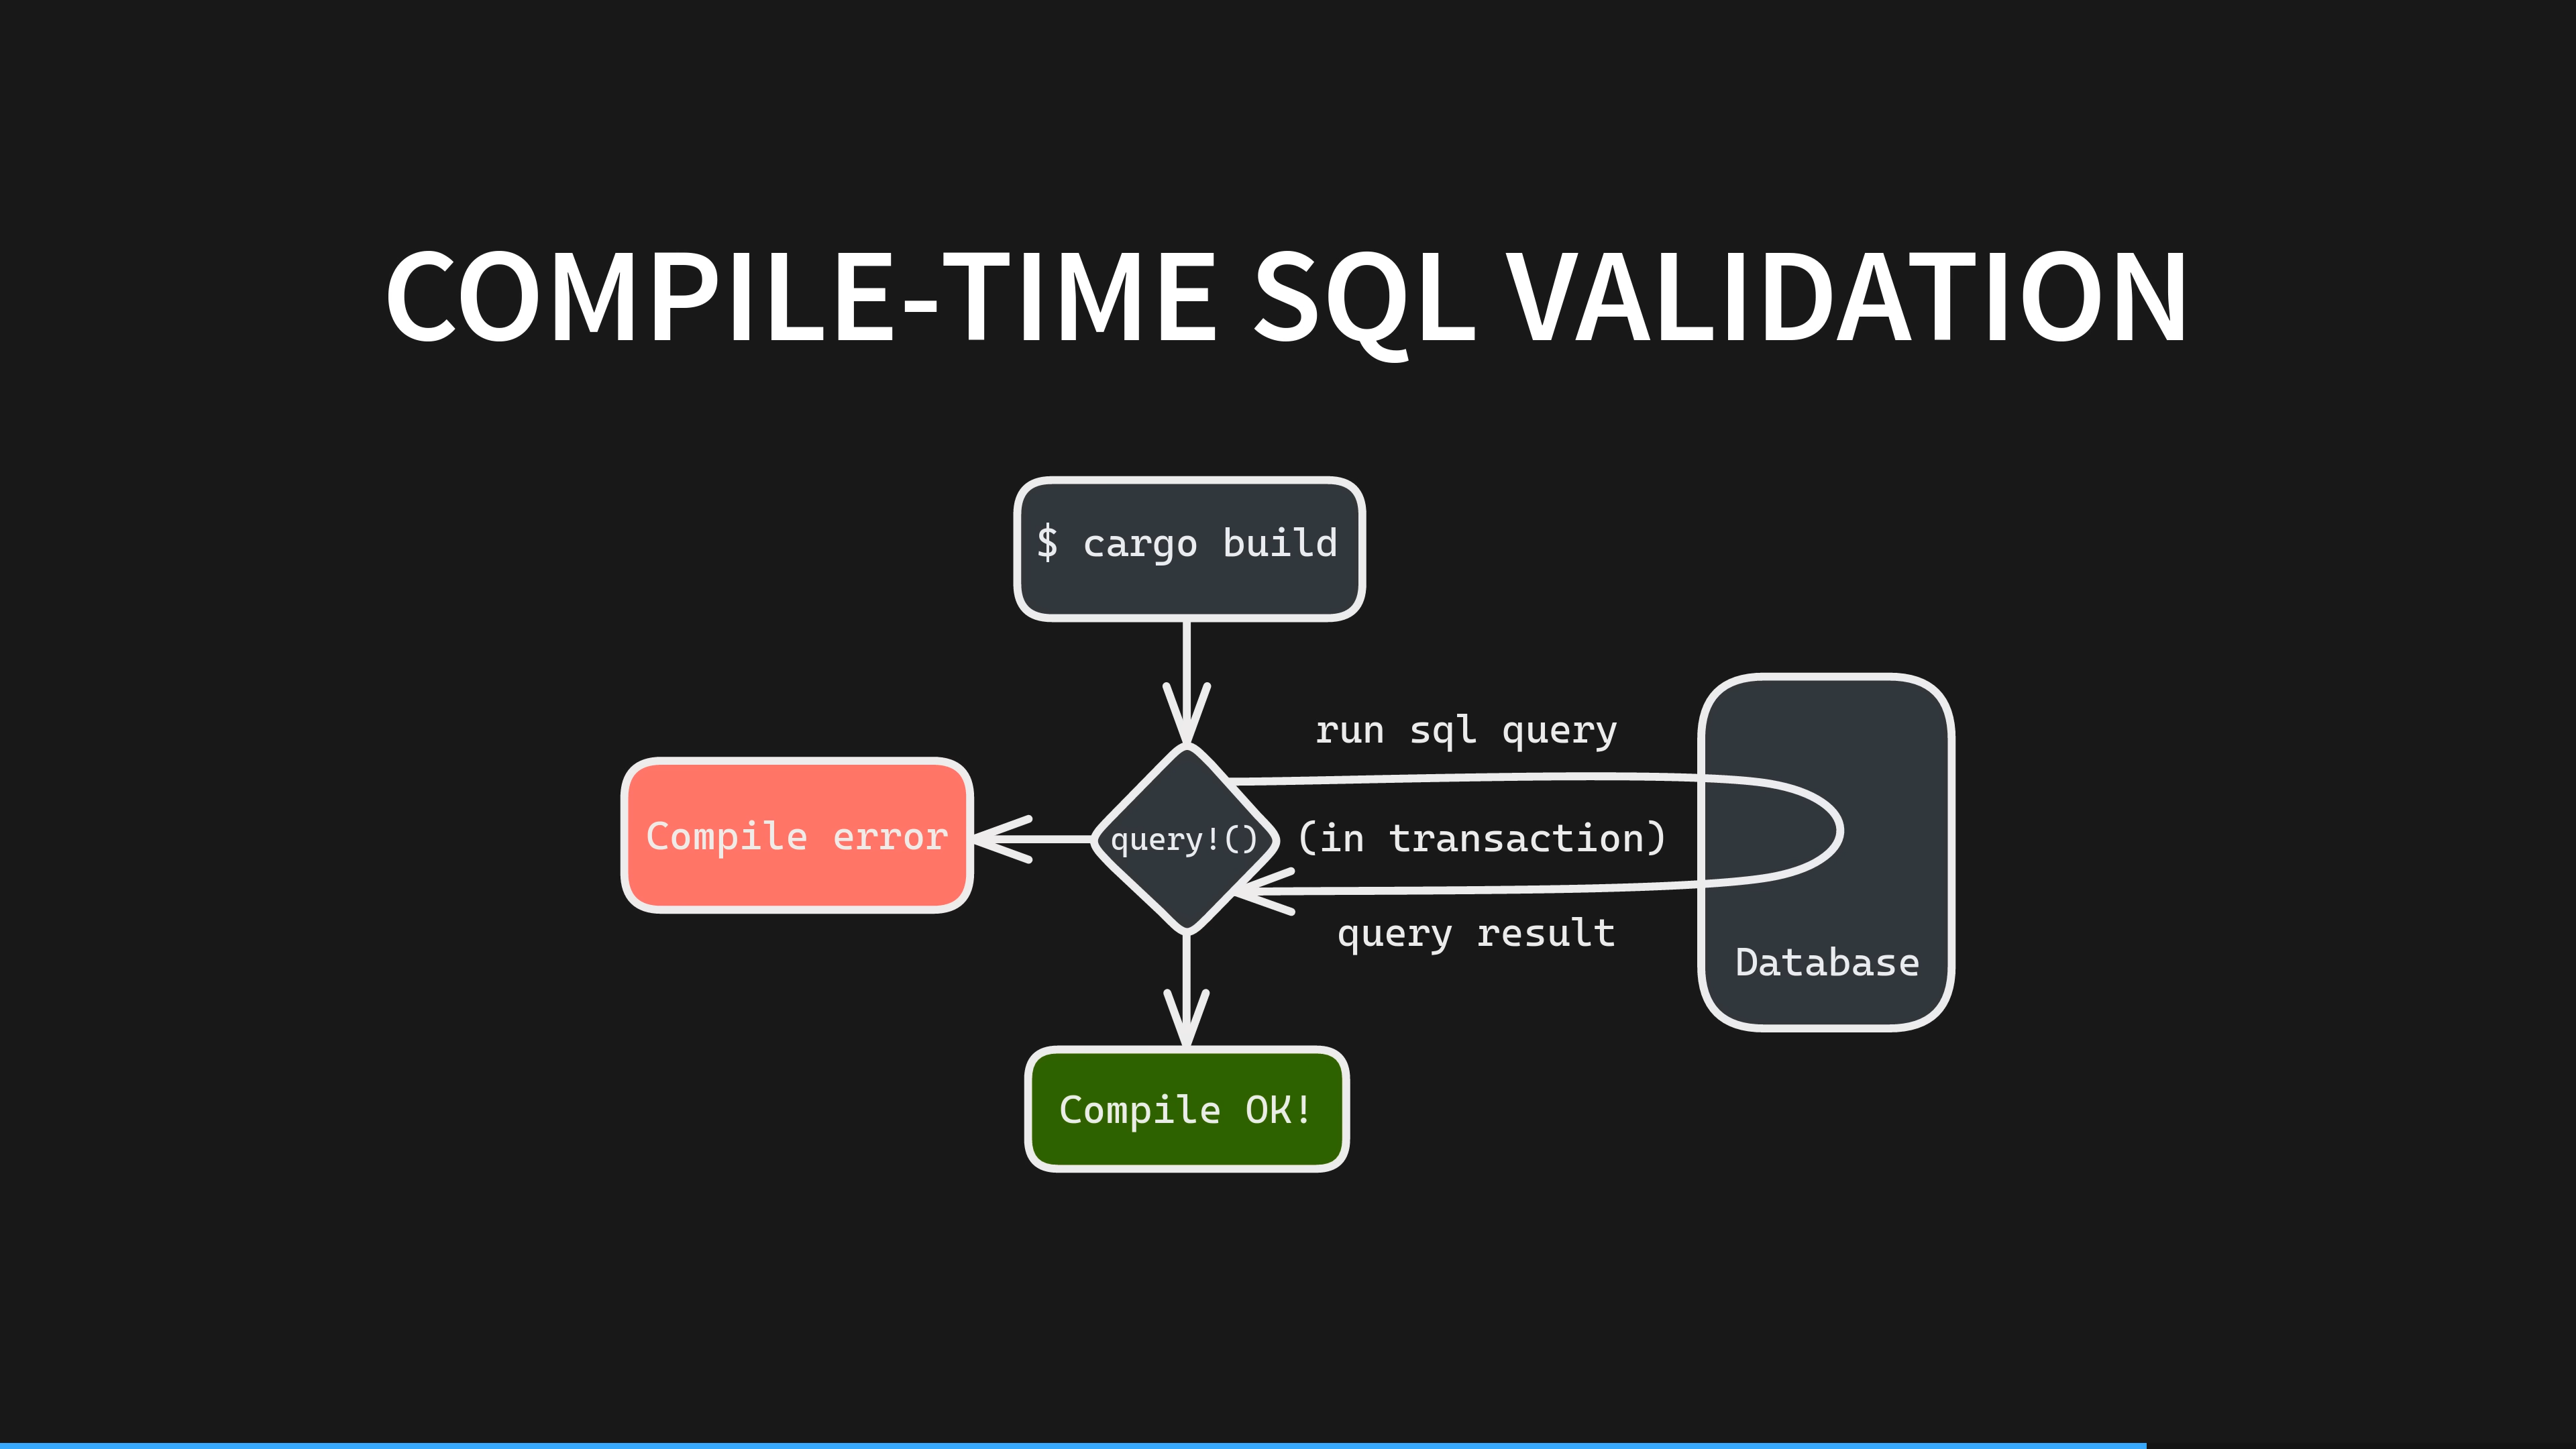 COMPILE-TIME SQL VALIDATION
$ cargo build
run sql query
Compile error
query!()
(in transaction)
query result
Database
Compile OK!